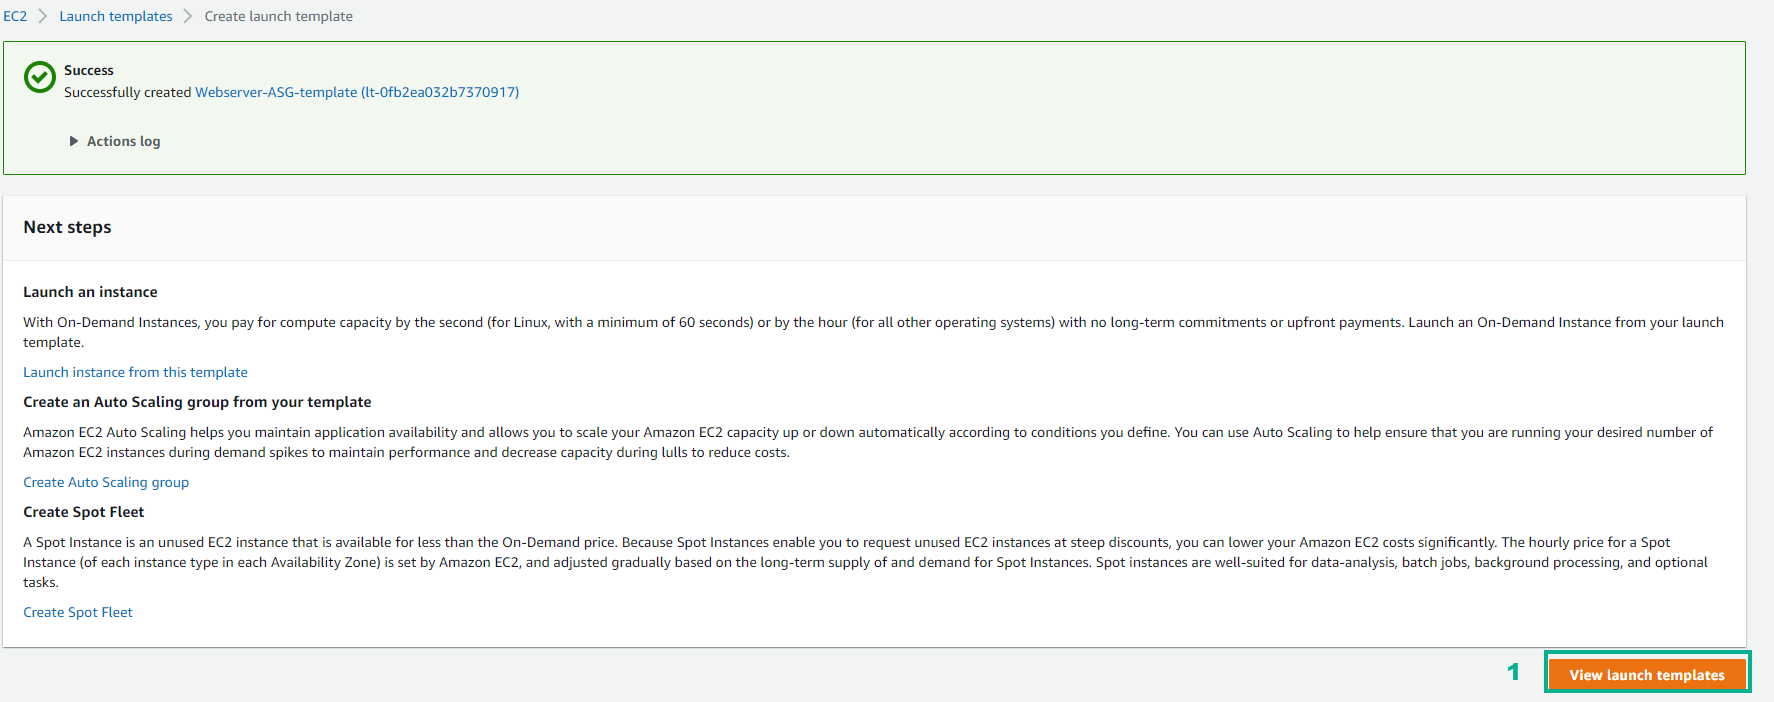 EC2 > Launch templates > Create launch template
Success
Successfully created Webserver-ASG-template (lt-0fb2ea032b7370917)
Actions log
Next steps
Launch an instance
With On-Demand Instances, you pay for compute capacity by the second (for Linux, with a minimum of 60 seconds) or by the hour (for all other operating systems) with no long-term commitments or upfront payments. Launch an On-Demand Instance from your launch
template.
Launch instance from this template
Create an Auto Scaling group from your template
Amazon EC2 Auto Scaling helps you maintain application availability and allows you to scale your Amazon EC2 capacity up or down automatically according to conditions you define. You can use Auto Scaling to help ensure that you are running your desired number of
Amazon EC2 instances during demand spikes to maintain performance and decrease capacity during lulls to reduce costs.
Create Auto Scaling group
Create Spot Fleet
A Spot Instance is an unused EC2 instance that is available for less than the On-Demand price. Because Spot Instances enable you to request unused EC2 instances at steep discounts, you can lower your Amazon EC2 costs significantly. The hourly price for a Spot
Instance (of each instance type in each Availability Zone) is set by Amazon EC2, and adjusted gradually based on the long-term supply of and demand for Spot Instances. Spot instances are well-suited for data-analysis, batch jobs, background processing, and optional
tasks.
Create Spot Fleet
1 View launch templates